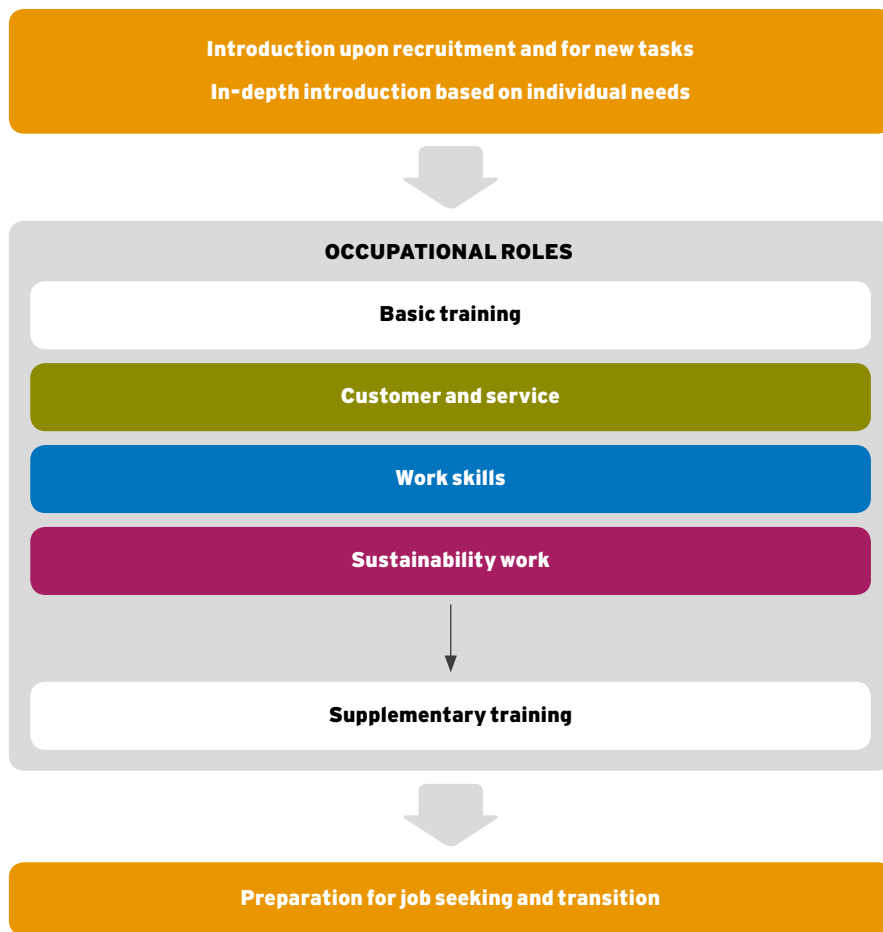 Introduction upon recruitment and for new tasks
In-depth introduction based on individual needs
OCCUPATIONAL ROLES
Basic training
Customer and service
Work skills
Sustainability work
Supplementary training
Preparation for job seeking and transition